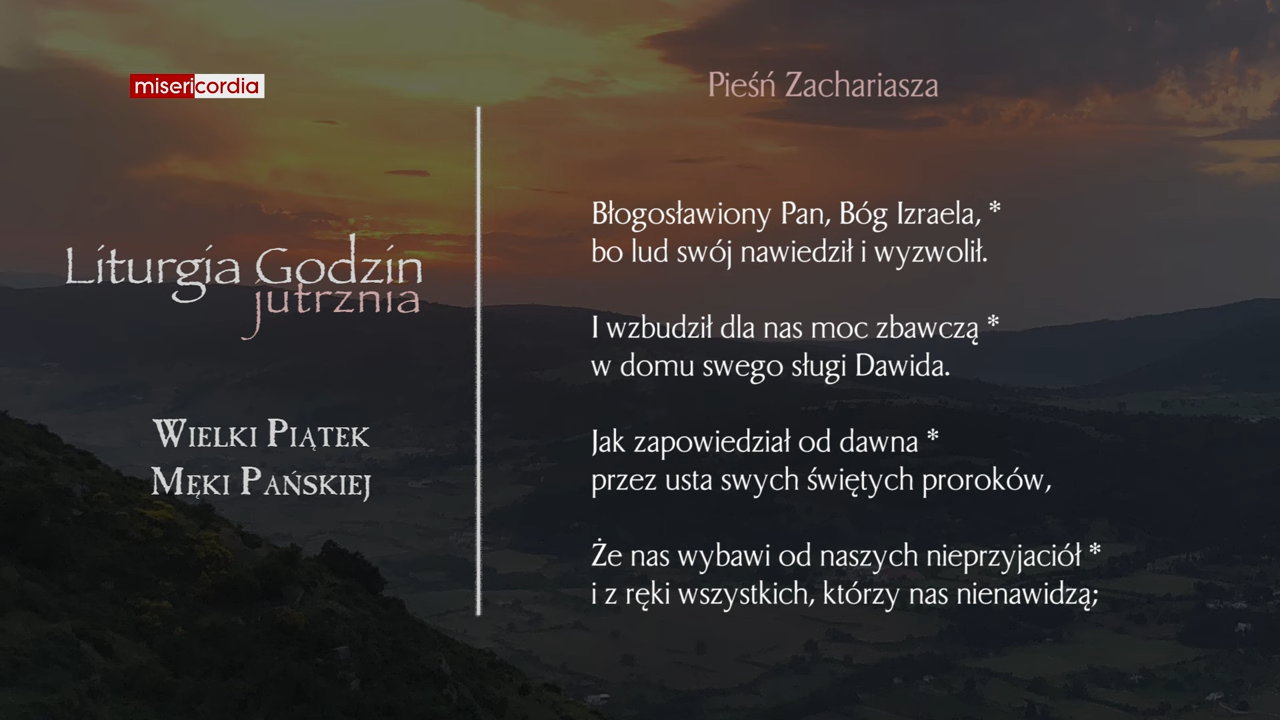 misericordia
Liturgia Godzin
jutrznia
Wielki Piątek
Męki Pańskiej
Pieśń Zachariasza
Błogosławiony Pan, Bóg Izraela, *
bo lud swój nawiedził i wyzwolił.
I wzbudził dla nas moc zbawczą *
w domu swego sługi Dawida.
Jak zapowiedział od dawna *
przez usta swych świętych proroków,
Że nas wybawi od naszych nieprzyjaciół *
i z ręki wszystkich, którzy nas nienawidzą;